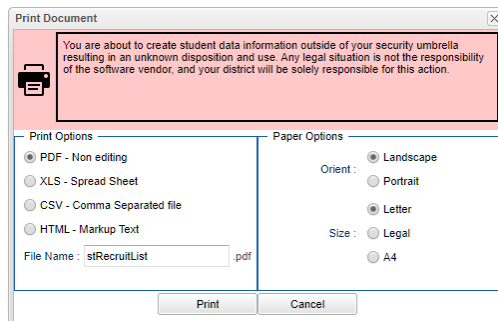 Print Document
You are about to create student data information outside of your security umbrella
resulting in an unknown disposition and use. Any legal situation is not the responsibility
of the software vendor, and your district will be solely responsible for this action.
Print Options
PDF - Non editing
XLS - Spread Sheet
CSV - Comma Separated file
HTML - Markup Text
File Name : stRecruitList .pdf
Paper Options
Orient :
Landscape
Portrait
Size :
Letter
Legal
A4
Print
Cancel